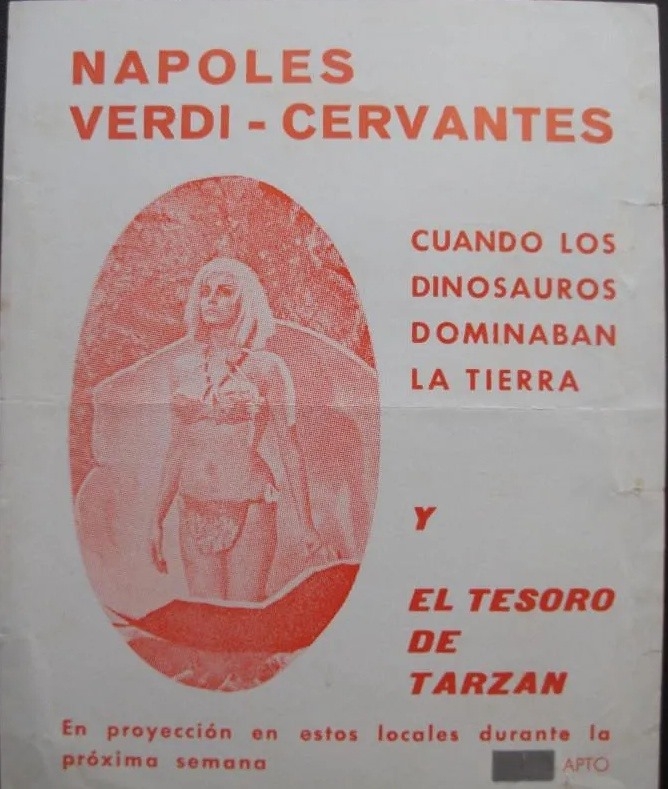 NAPOLES
VERDI - CERVANTES
CUANDO LOS
DINOSAUROS
DOMINABAN
LA TIERRA
Y
EL TESORO
DE
TARZAN
En proyección en estos locales durante la
próxima semana
APTO